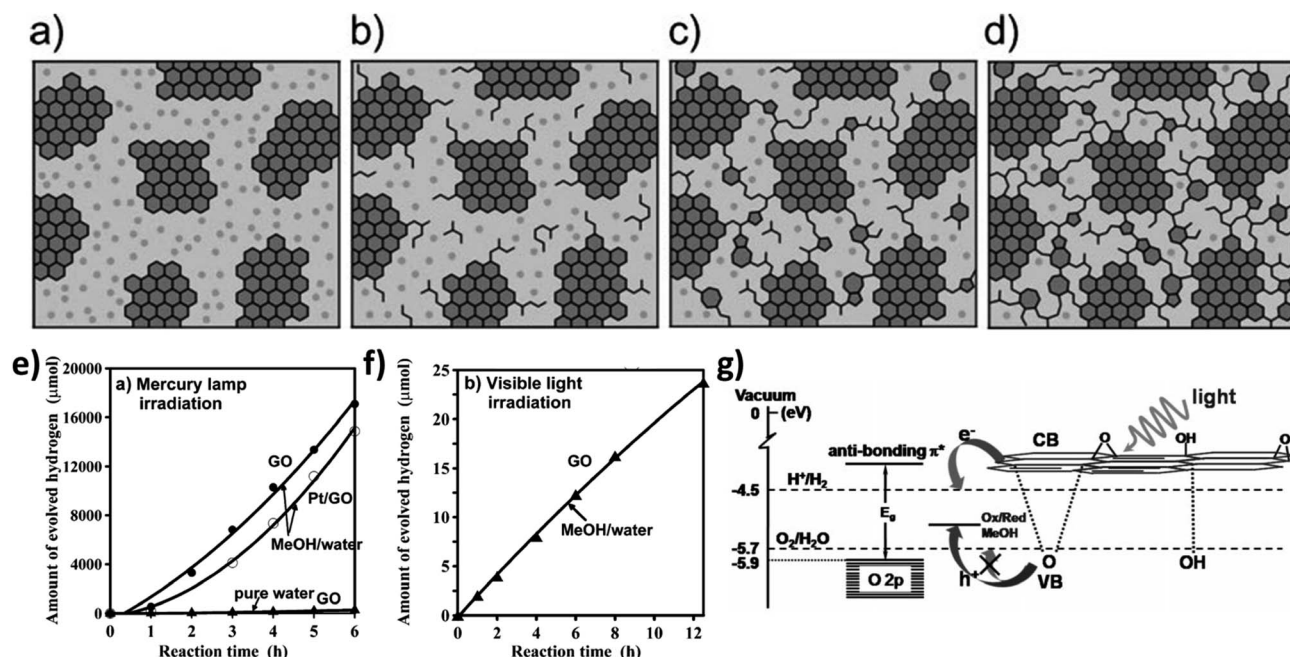 a)
b)
c)
d)
e)
Amount of evolved hydrogen (μmol)
20000
16000
12000
8000
4000
0
a) Mercury lamp
irradiation
GO
Pt/GO
MeOH/water
pure water
GO
0
1
2
3
4
5
6
Reaction time (h)
f)
Amount of evolved hydrogen (μmol)
25
20
15
10
5
0
b) Visible light
irradiation
GO
MeOH/water
0
2
4
6
8
10
12
Reaction time (h)
g)
Vacuum
0
(eV)
-4.5
-5.7
-5.9
H⁺/H₂
O₂/H₂O
anti-bonding π*
Eg
O 2p
e⁻
CB
O
OH
O
light
Ox/Red
MeOH
h⁺
O
VB
OH